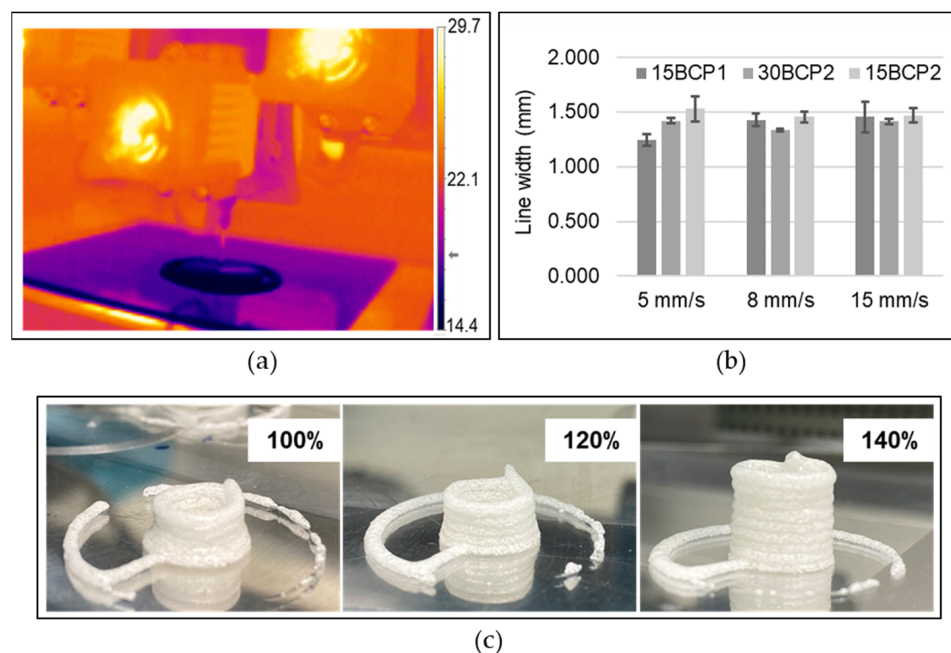 29.7
22.1
14.4
(a)
2.000
1.500
1.000
0.500
0.000
Line width (mm)
15BCP1 30BCP2 15BCP2
5 mm/s 8 mm/s 15 mm/s
(b)
100% 120% 140%
(c)